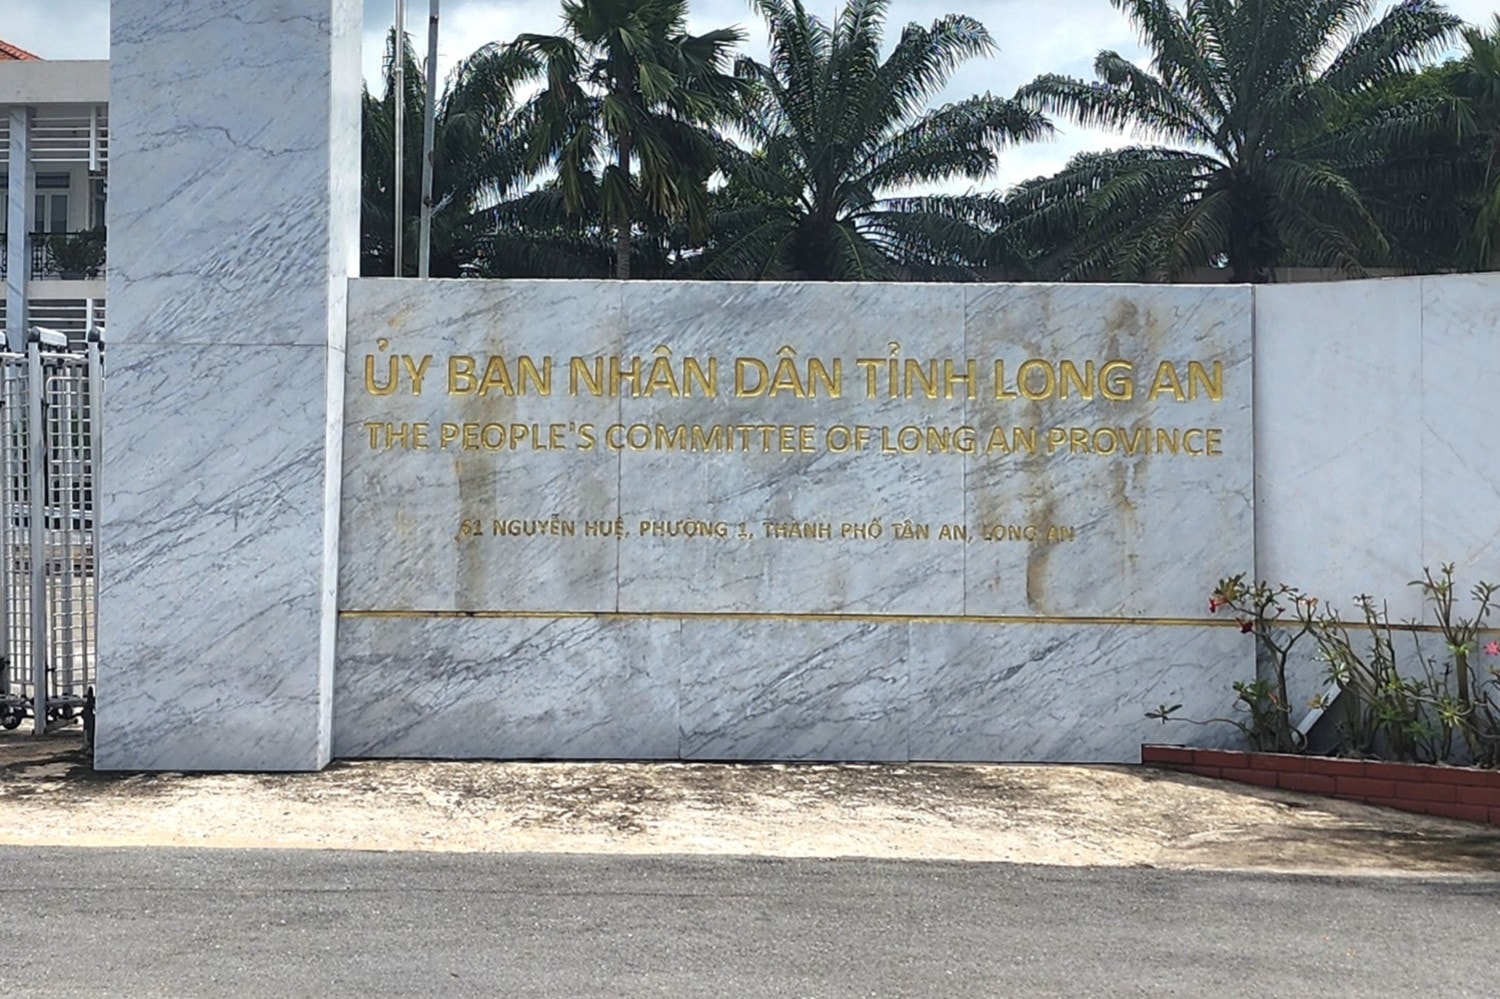 ỦY BAN NHÂN DÂN TỈNH LONG AN
THE PEOPLE'S COMMITTEE OF LONG AN PROVINCE
61 NGUYỄN HUỆ, PHƯỜNG 1, THÀNH PHỐ TÂN AN, LONG AN